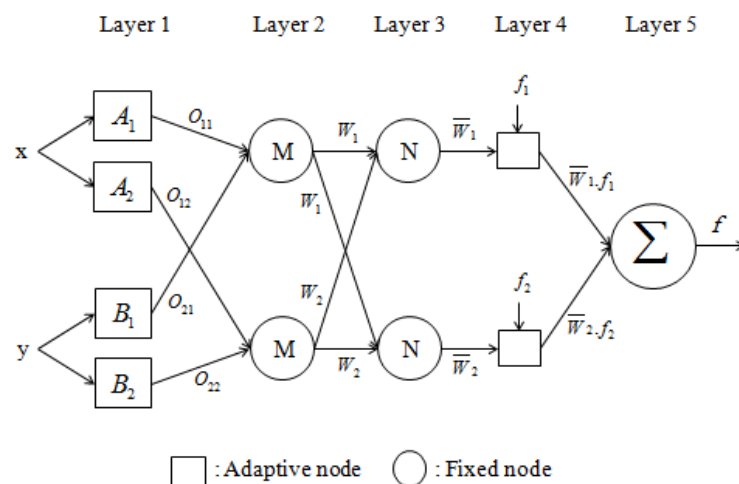 Layer 1 Layer 2 Layer 3 Layer 4 Layer 5
f₁
A₁ O₁₁ W₁ W̅₁
x M N
W̅₁.f₁
A₂ O₁₂ W₁
f
Σ
f₂
W₂
B₁ O₂₁ W̅₂.f₂
y M N
B₂ O₂₂ W₂ W̅₂
: Adaptive node : Fixed node